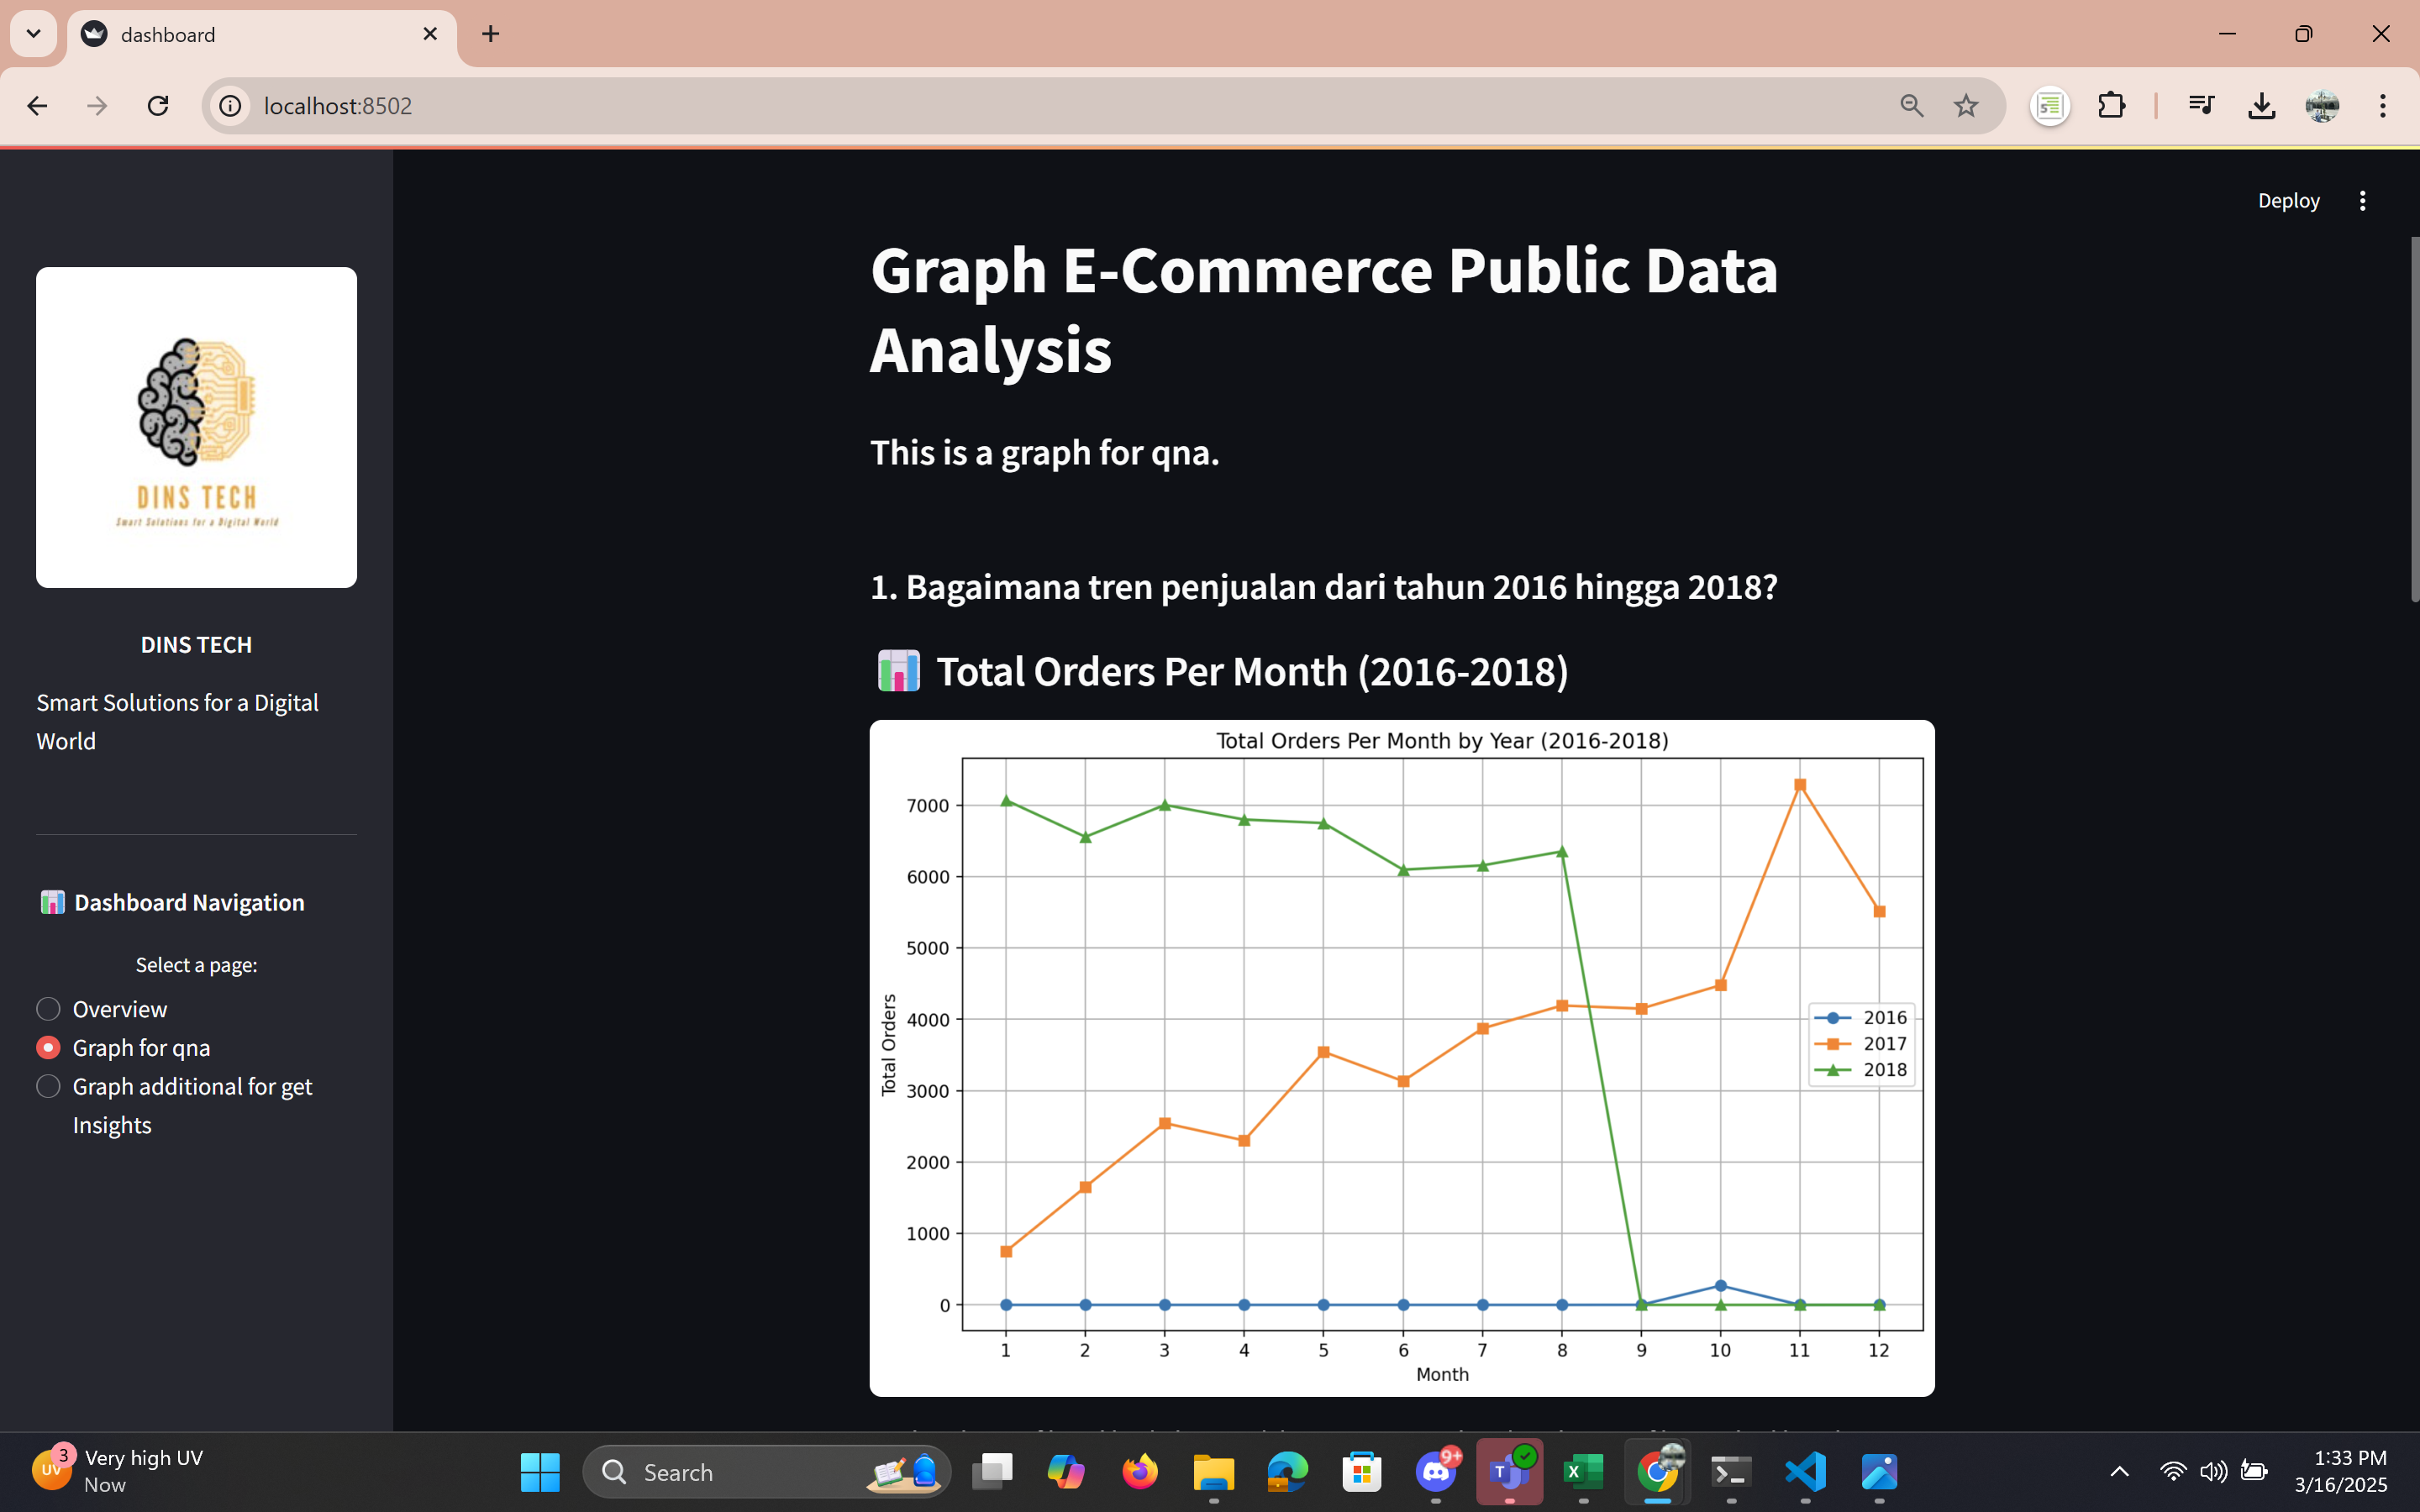 dashboard
localhost:8502
Deploy
DINS TECH
Smart Solutions for a Digital World
DINS TECH
Smart Solutions for a Digital
World
📊 Dashboard Navigation
Select a page:
Overview
Graph for qna
Graph additional for get
Insights
Graph E-Commerce Public Data
Analysis
This is a graph for qna.
1. Bagaimana tren penjualan dari tahun 2016 hingga 2018?
📊 Total Orders Per Month (2016-2018)
Total Orders Per Month by Year (2016-2018)
Total Orders
7000
6000
5000
4000
3000
2000
1000
0
2016
2017
2018
1 2 3 4 5 6 7 8 9 10 11 12
Month
UV
3
Very high UV
Now
Search
9+
1:33 PM
3/16/2025